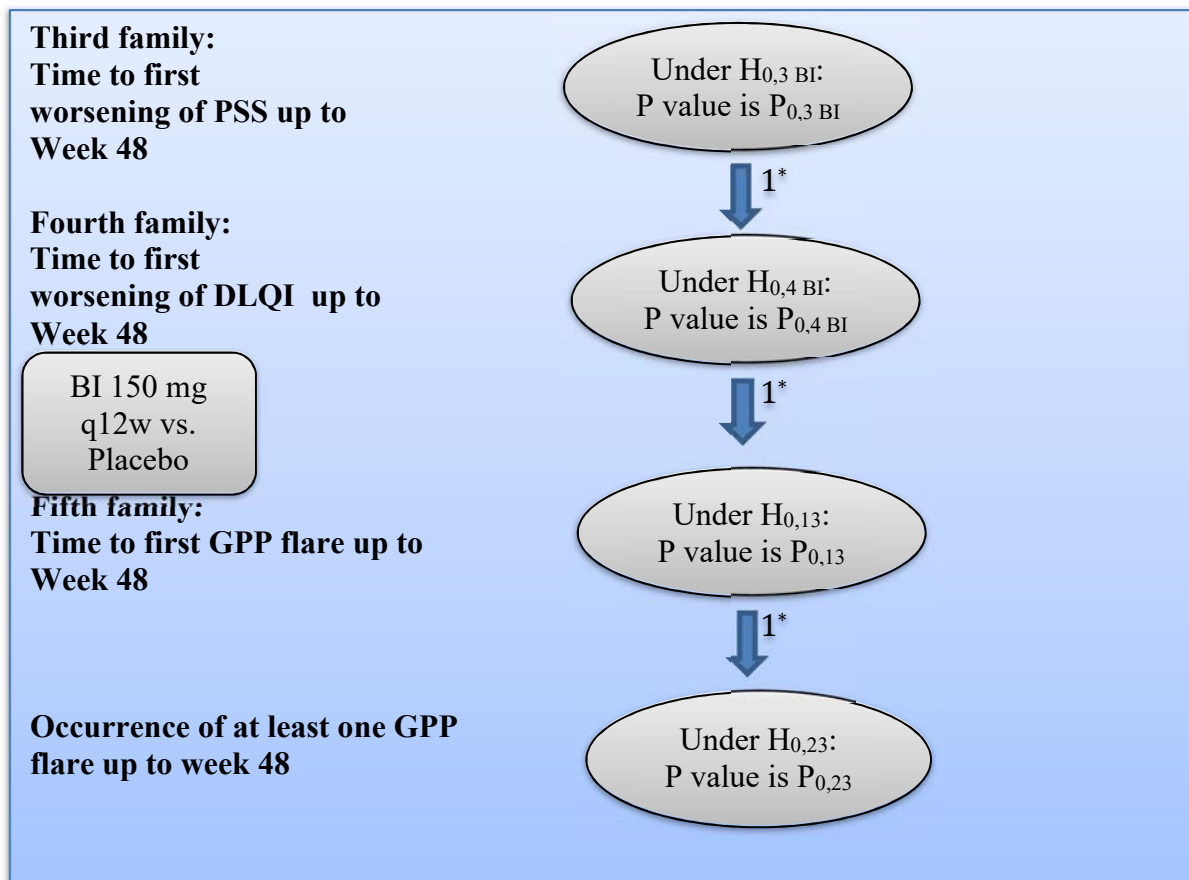 Third family:
Time to first
worsening of PSS up to
Week 48
Under H0,3 BI:
P value is P0,3 BI
1*
Fourth family:
Time to first
worsening of DLQI up to
Week 48
Under H0,4 BI:
P value is P0,4 BI
1*
BI 150 mg
q12w vs.
Placebo
Fifth family:
Time to first GPP flare up to
Week 48
Under H0,13:
P value is P0,13
1*
Occurrence of at least one GPP
flare up to week 48
Under H0,23:
P value is P0,23